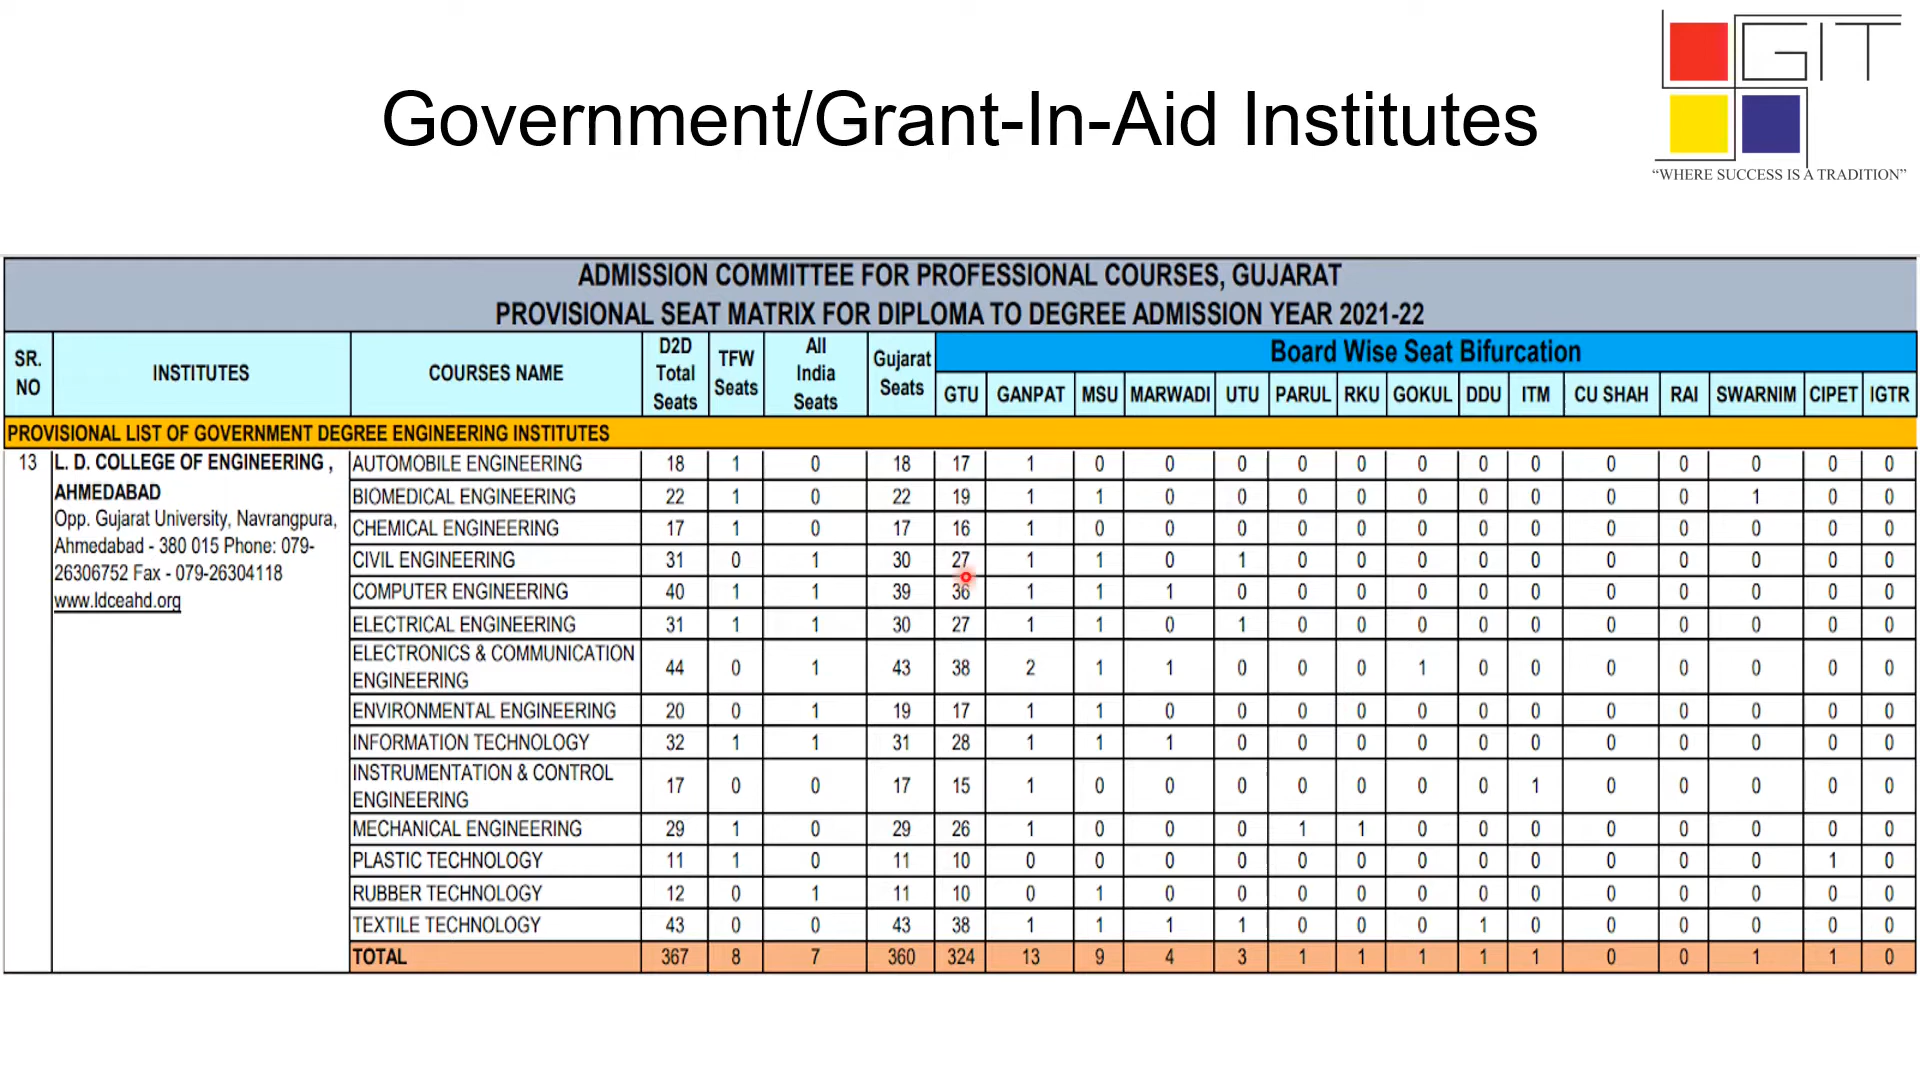 Government/Grant-In-Aid Institutes
GIT
“WHERE SUCCESS IS A TRADITION”
ADMISSION COMMITTEE FOR PROFESSIONAL COURSES, GUJARAT
PROVISIONAL SEAT MATRIX FOR DIPLOMA TO DEGREE ADMISSION YEAR 2021-22
SR. NO INSTITUTES COURSES NAME D2D Total Seats TFW Seats All India Seats Gujarat Seats Board Wise Seat Bifurcation
GTU GANPAT MSU MARWADI UTU PARUL RKU GOKUL DDU ITM CU SHAH RAI SWARNIM CIPET IGTR
PROVISIONAL LIST OF GOVERNMENT DEGREE ENGINEERING INSTITUTES
13 L. D. COLLEGE OF ENGINEERING ,
AHMEDABAD
Opp. Gujarat University, Navrangpura,
Ahmedabad - 380 015 Phone: 079-
26306752 Fax - 079-26304118
www.ldceahd.org
AUTOMOBILE ENGINEERING 18 1 0 18 17 1 0 0 0 0 0 0 0 0 0 0 0 0 0
BIOMEDICAL ENGINEERING 22 1 0 22 19 1 1 0 0 0 0 0 0 0 0 0 1 0 0
CHEMICAL ENGINEERING 17 1 0 17 16 1 0 0 0 0 0 0 0 0 0 0 0 0 0
CIVIL ENGINEERING 31 0 1 30 27 1 1 0 1 0 0 0 0 0 0 0 0 0 0
COMPUTER ENGINEERING 40 1 1 39 36 1 1 1 0 0 0 0 0 0 0 0 0 0 0
ELECTRICAL ENGINEERING 31 1 1 30 27 1 1 0 1 0 0 0 0 0 0 0 0 0 0
ELECTRONICS & COMMUNICATION
ENGINEERING 44 0 1 43 38 2 1 1 0 0 0 1 0 0 0 0 0 0 0
ENVIRONMENTAL ENGINEERING 20 0 1 19 17 1 1 0 0 0 0 0 0 0 0 0 0 0 0
INFORMATION TECHNOLOGY 32 1 1 31 28 1 1 1 0 0 0 0 0 0 0 0 0 0 0
INSTRUMENTATION & CONTROL
ENGINEERING 17 0 0 17 15 1 0 0 0 0 0 0 0 1 0 0 0 0 0
MECHANICAL ENGINEERING 29 1 0 29 26 1 0 0 0 1 1 0 0 0 0 0 0 0 0
PLASTIC TECHNOLOGY 11 1 0 11 10 0 0 0 0 0 0 0 0 0 0 0 0 1 0
RUBBER TECHNOLOGY 12 0 1 11 10 0 1 0 0 0 0 0 0 0 0 0 0 0 0
TEXTILE TECHNOLOGY 43 0 0 43 38 1 1 1 1 0 0 0 1 0 0 0 0 0 0
TOTAL 367 8 7 360 324 13 9 4 3 1 1 1 1 1 0 0 1 1 0